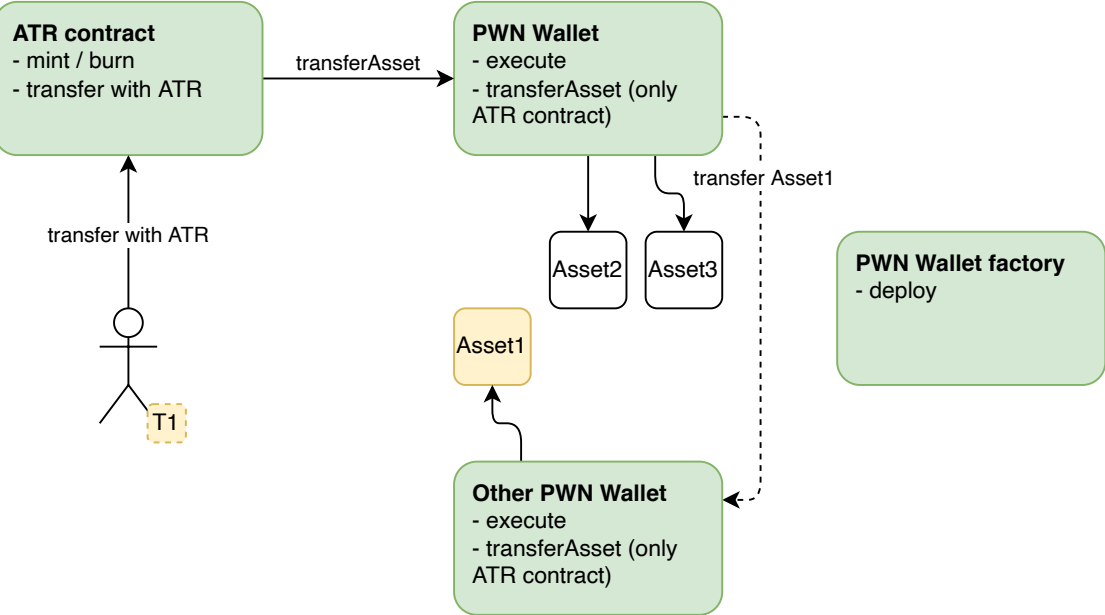 ATR contract
- mint / burn
- transfer with ATR
transferAsset
PWN Wallet
- execute
- transferAsset (only
ATR contract)
transfer Asset1
transfer with ATR
Asset2
Asset3
PWN Wallet factory
- deploy
Asset1
T1
Other PWN Wallet
- execute
- transferAsset (only
ATR contract)